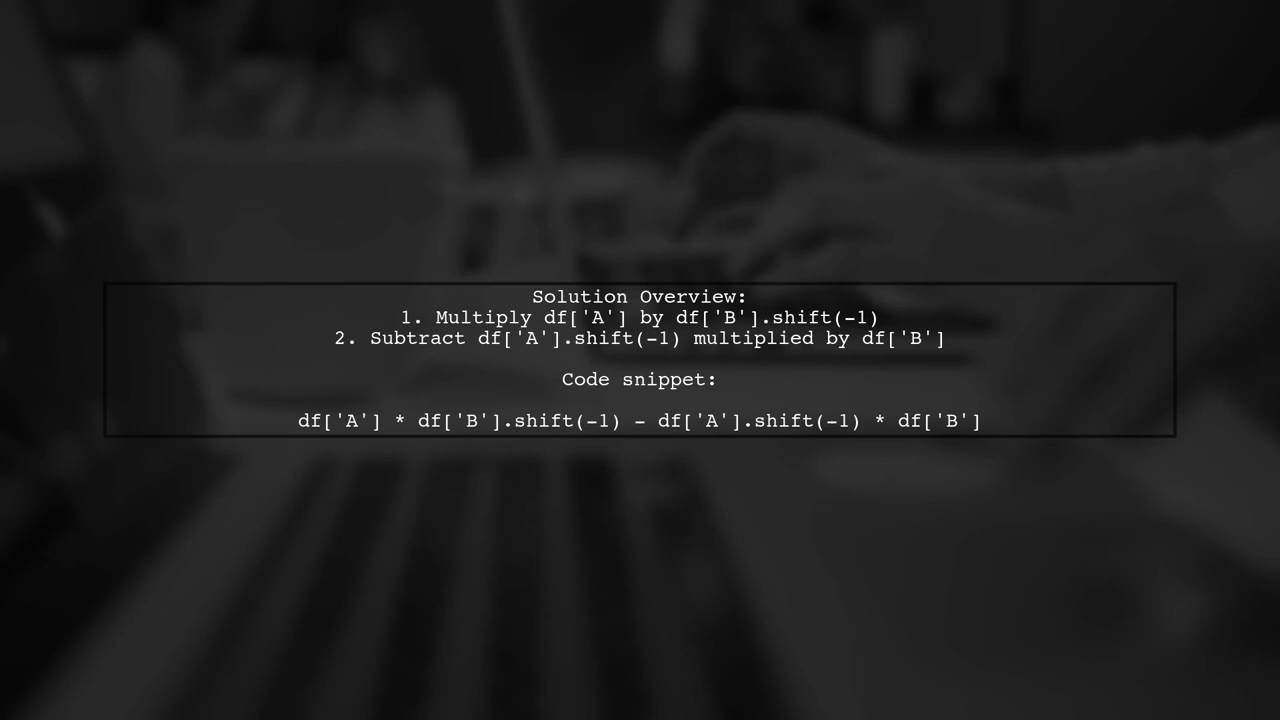 Solution Overview:
1. Multiply df['A'] by df['B'].shift(-1)
2. Subtract df['A'].shift(-1) multiplied by df['B']
Code snippet:
df['A'] * df['B'].shift(-1) - df['A'].shift(-1) * df['B']